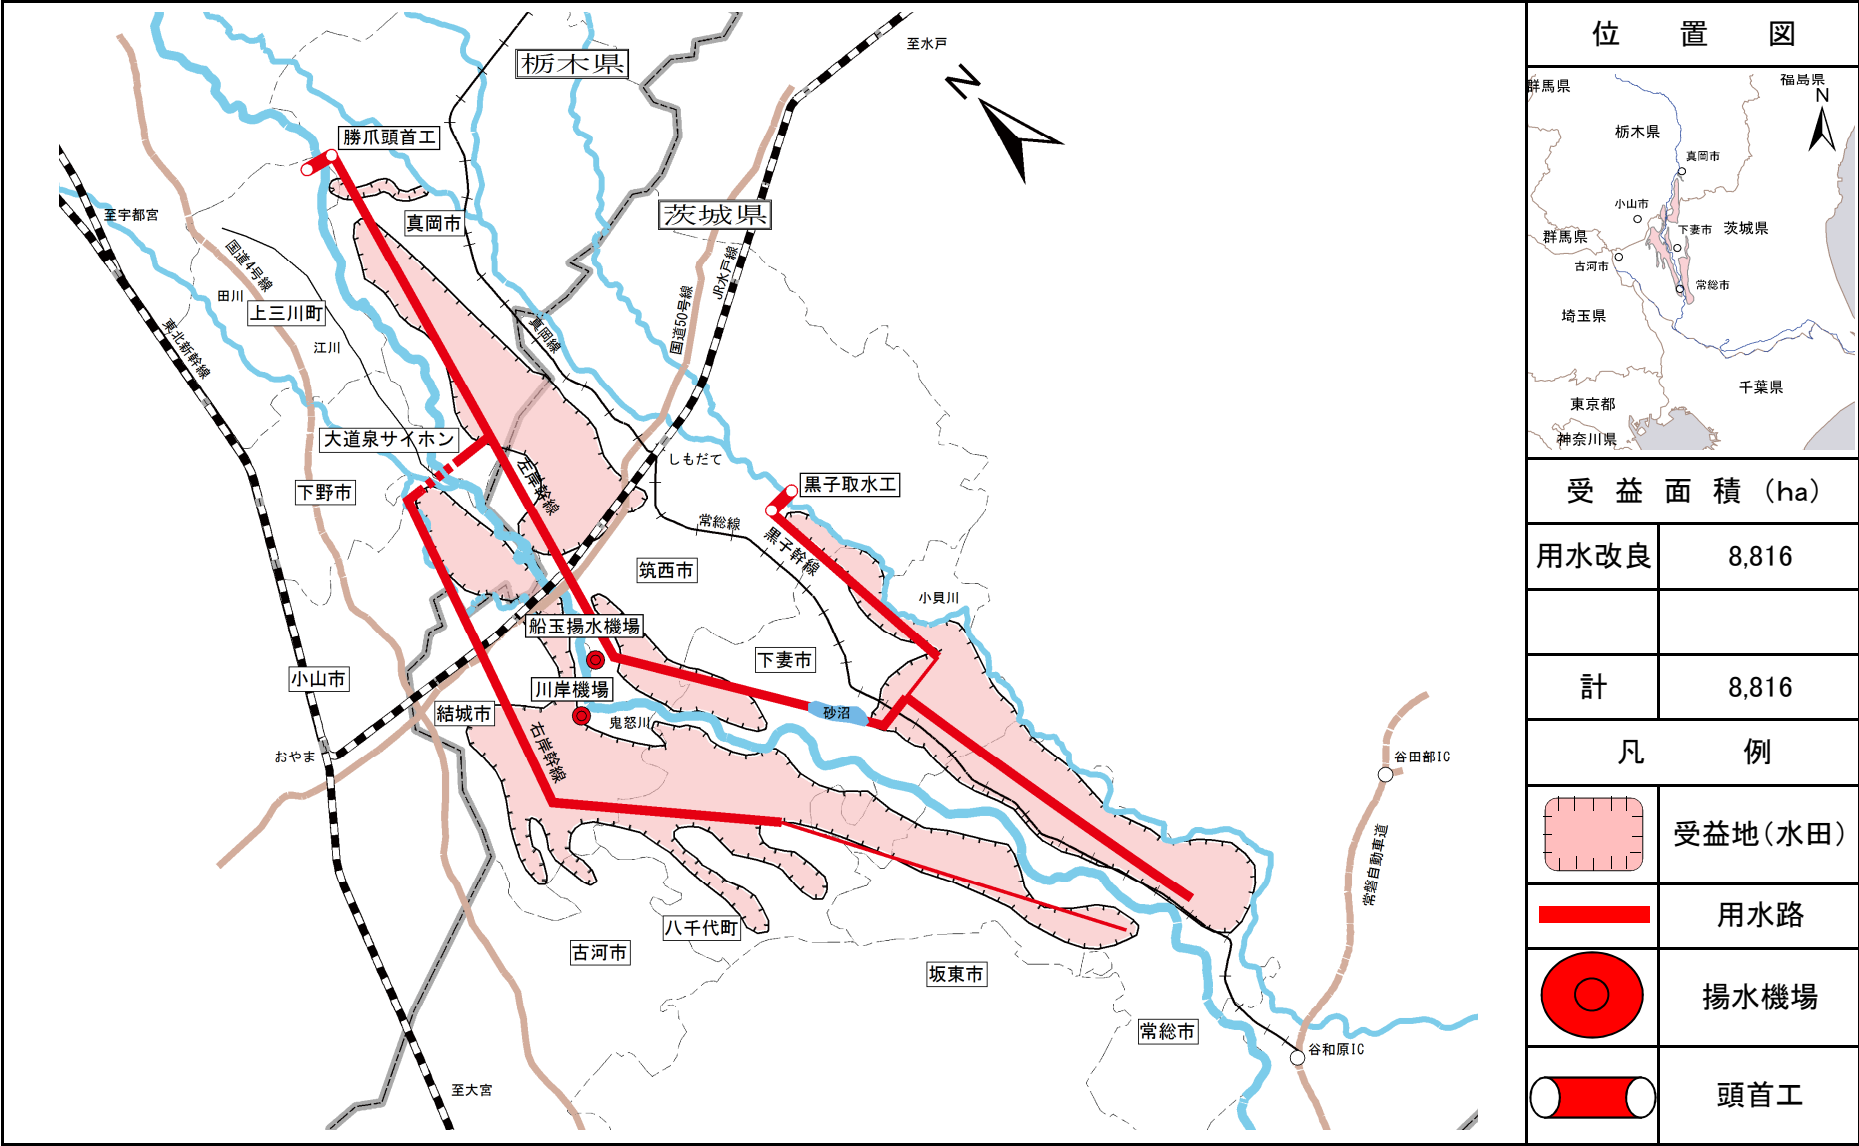 栃木県
至水戸
N
勝爪頭首工
茨城県
真岡市
至宇都宮
国道4号線
田川
上三川町
江川
東北新幹線
真岡線
国道50号線
JR水戸線
大道泉サイホン
左岸幹線
しもだて
下野市
黒子取水工
常総線
黒子幹線
筑西市
小貝川
船玉揚水機場
下妻市
小山市
川岸機場
結城市
鬼怒川
砂沼
右岸幹線
おやま
谷田部IC
常磐自動車道
八千代町
古河市
坂東市
常総市
谷和原IC
至大宮
位置図
群馬県
福島県
N
栃木県
真岡市
小山市
下妻市
茨城県
群馬県
古河市
常総市
埼玉県
千葉県
東京都
神奈川県
受益面積(ha)
用水改良 8,816
計 8,816
凡例
受益地(水田)
用水路
揚水機場
頭首工